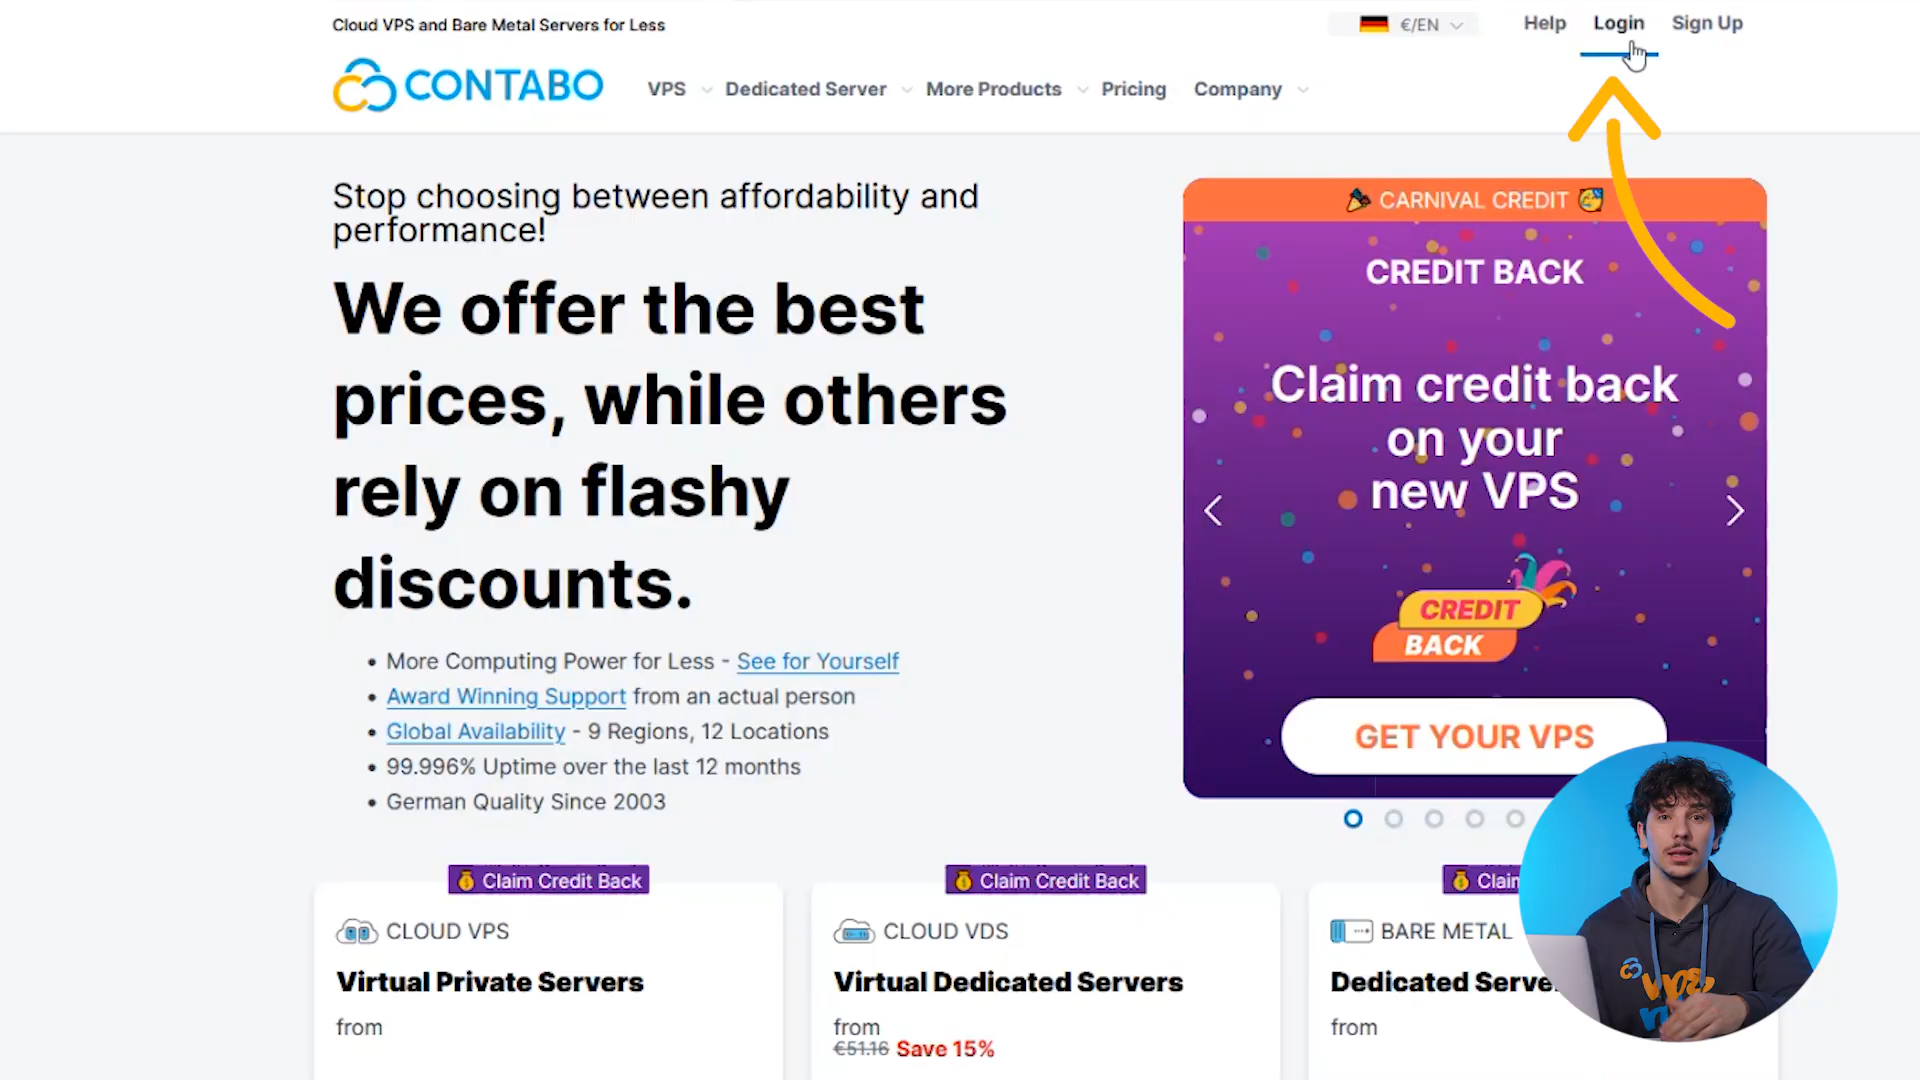 Cloud VPS and Bare Metal Servers for Less
€/EN
Help
Login
Sign Up
CONTABO
VPS
Dedicated Server
More Products
Pricing
Company
Stop choosing between affordability and
performance!
We offer the best
prices, while others
rely on flashy
discounts.
More Computing Power for Less - See for Yourself
Award Winning Support from an actual person
Global Availability - 9 Regions, 12 Locations
99.996% Uptime over the last 12 months
German Quality Since 2003
CARNIVAL CREDIT
CREDIT BACK
Claim credit back
on your
new VPS
CREDIT
BACK
GET YOUR VPS
Claim Credit Back
CLOUD VPS
Virtual Private Servers
from
Claim Credit Back
CLOUD VDS
Virtual Dedicated Servers
from
€51.16 Save 15%
BARE METAL
Dedicated
from
vps